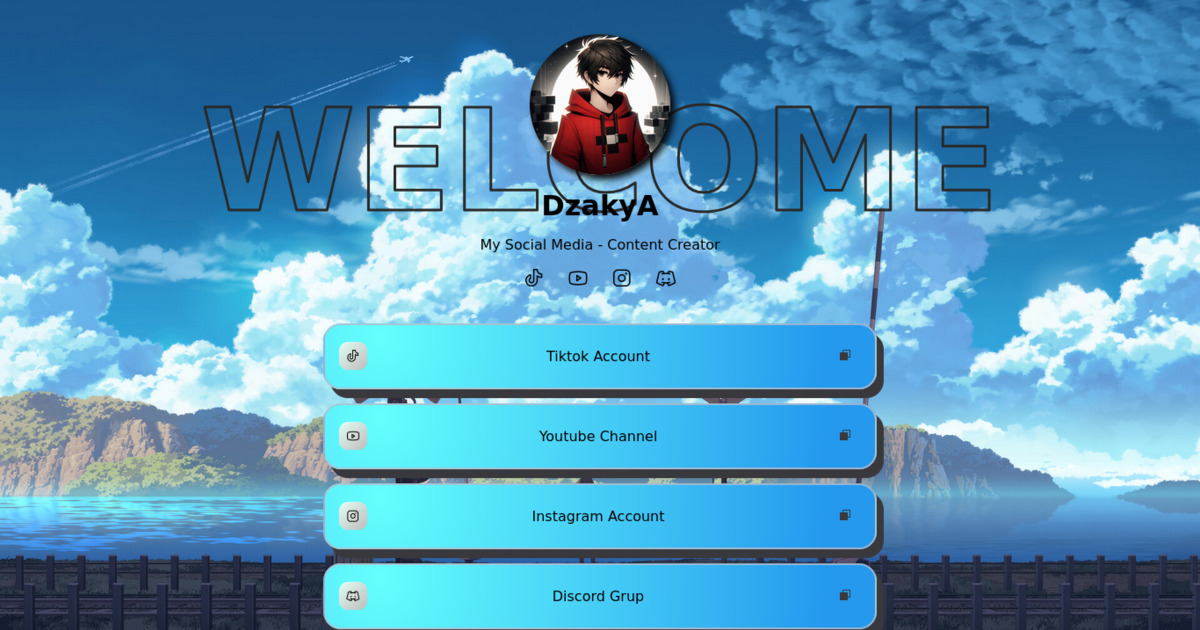 WELCOME
DzakyA
My Social Media - Content Creator
Tiktok Account
Youtube Channel
Instagram Account
Discord Grup